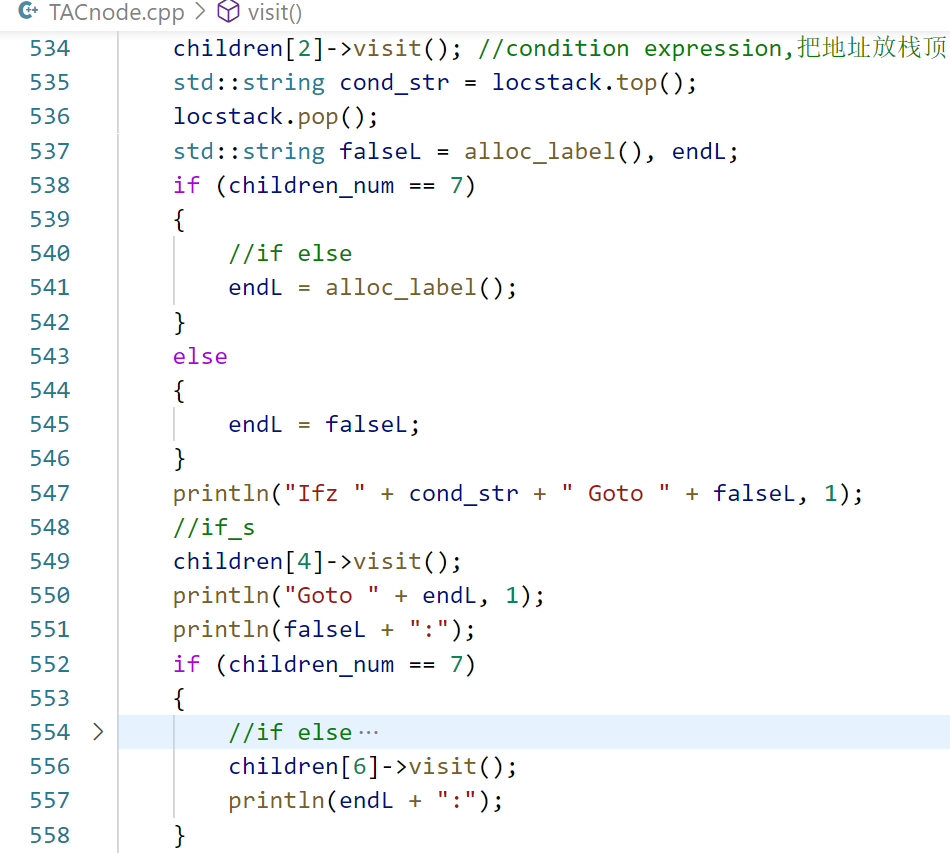 TACnode.cpp > visit()
534 children[2]->visit(); //condition expression,把地址放栈顶
535 std::string cond_str = locstack.top();
536 locstack.pop();
537 std::string falseL = alloc_label(), endL;
538 if (children_num == 7)
539 {
540 //if else
541 endL = alloc_label();
542 }
543 else
544 {
545 endL = falseL;
546 }
547 println("Ifz " + cond_str + " Goto " + falseL, 1);
548 //if_s
549 children[4]->visit();
550 println("Goto " + endL, 1);
551 println(falseL + ":");
552 if (children_num == 7)
553 {
554 > //if else⋯
556 children[6]->visit();
557 println(endL + ":");
558 }